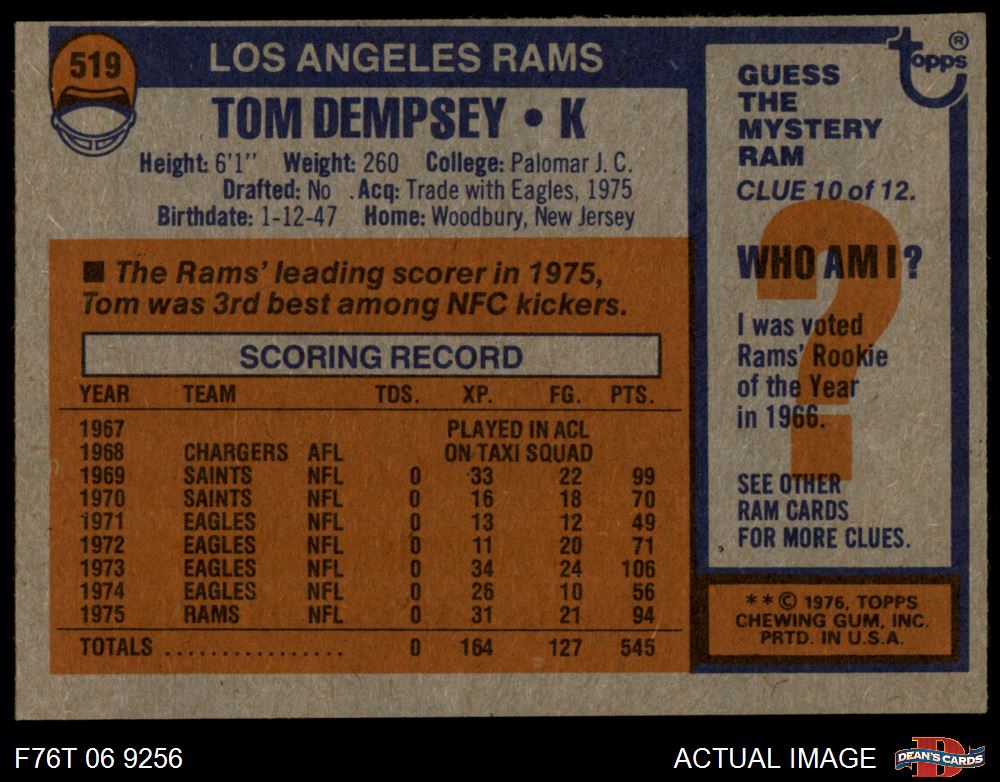 519
LOS ANGELES RAMS
TOM DEMPSEY • K
Height: 6'1'' Weight: 260 College: Palomar J. C.
Drafted: No . Acq: Trade with Eagles, 1975
Birthdate: 1-12-47 Home: Woodbury, New Jersey
■ The Rams' leading scorer in 1975,
Tom was 3rd best among NFC kickers.
SCORING RECORD
YEAR TEAM TDS. XP. FG. PTS.
1967 PLAYED IN ACL
1968 CHARGERS AFL ON TAXI SQUAD
1969 SAINTS NFL 0 33 22 99
1970 SAINTS NFL 0 16 18 70
1971 EAGLES NFL 0 13 12 49
1972 EAGLES NFL 0 11 20 71
1973 EAGLES NFL 0 34 24 106
1974 EAGLES NFL 0 26 10 56
1975 RAMS NFL 0 31 21 94
TOTALS ................ 0 164 127 545
topps ®
GUESS
THE
MYSTERY
RAM
CLUE 10 of 12.
?
WHO AM I?
I was voted
Rams' Rookie
of the Year
in 1966.
SEE OTHER
RAM CARDS
FOR MORE CLUES.
**© 1976, TOPPS
CHEWING GUM, INC.
PRTD. IN U.S.A.
F76T 06 9256
ACTUAL IMAGE
D
DEAN'S CARDS